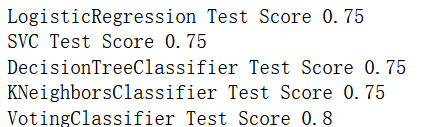 LogisticRegression Test Score 0.75
SVC Test Score 0.75
DecisionTreeClassifier Test Score 0.75
KNeighborsClassifier Test Score 0.75
VotingClassifier Test Score 0.8